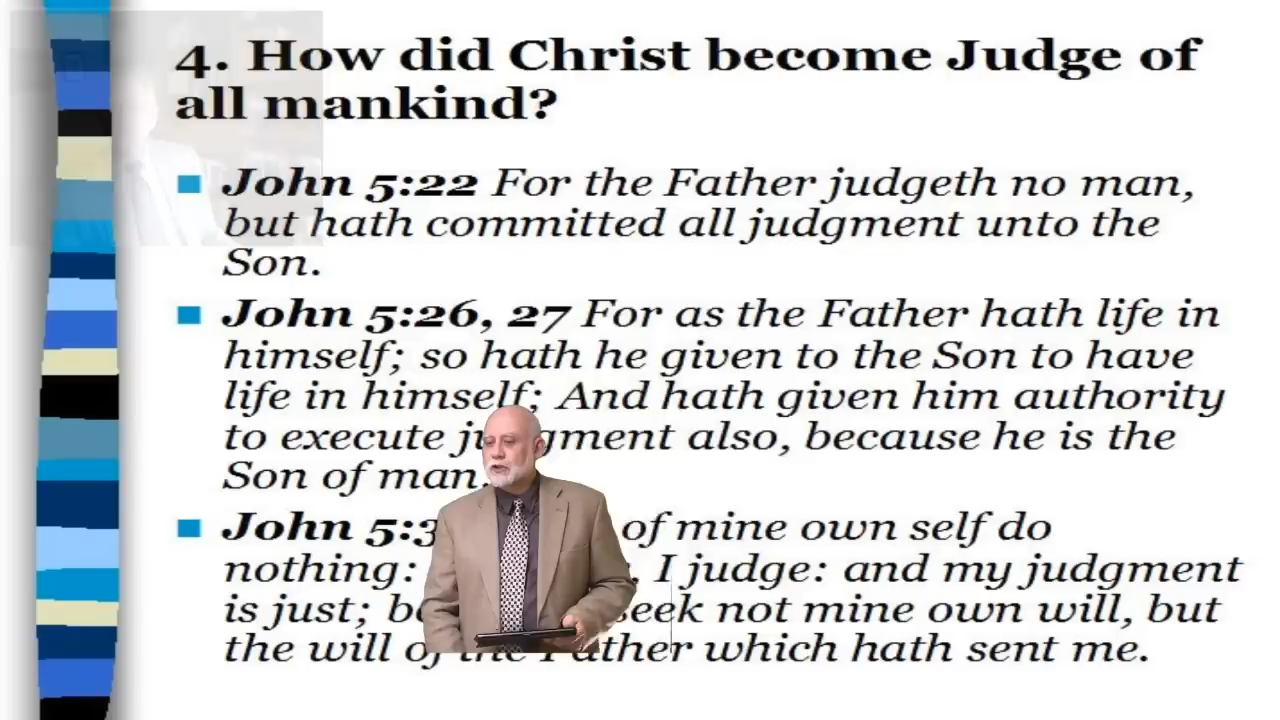 4. How did Christ become Judge of
all mankind?
John 5:22 For the Father judgeth no man,
but hath committed all judgment unto the
Son.
John 5:26, 27 For as the Father hath life in
himself; so hath he given to the Son to have
life in himself; And hath given him authority
to execute judgment also, because he is the
Son of man.
John 5:3 of mine own self do
nothing: I judge: and my judgment
is just; seek not mine own will, but
the will of the Father which hath sent me.